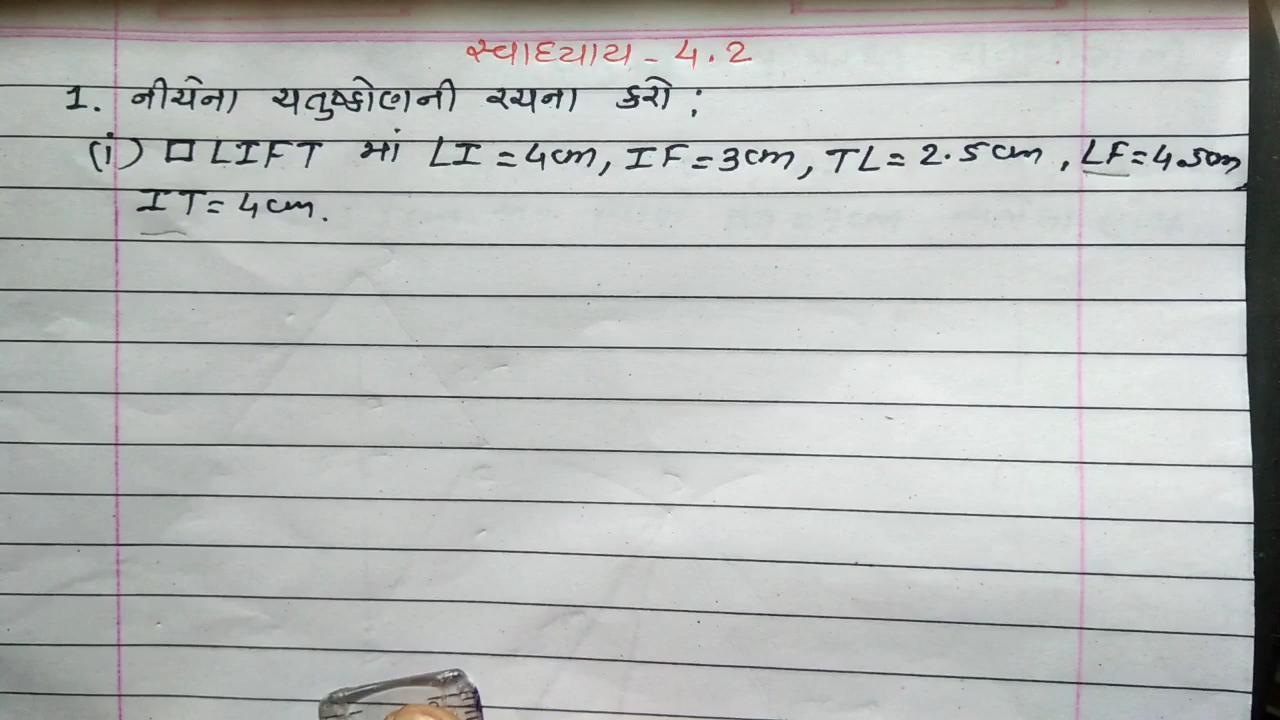 સ્વાધ્યાય - 4.2
1. નીચેના ચતુષ્કોણની રચના કરો ;
(i) □ LIFT માં LI = 4cm, IF = 3cm, TL = 2.5cm, LF = 4.5cm,
IT = 4cm.